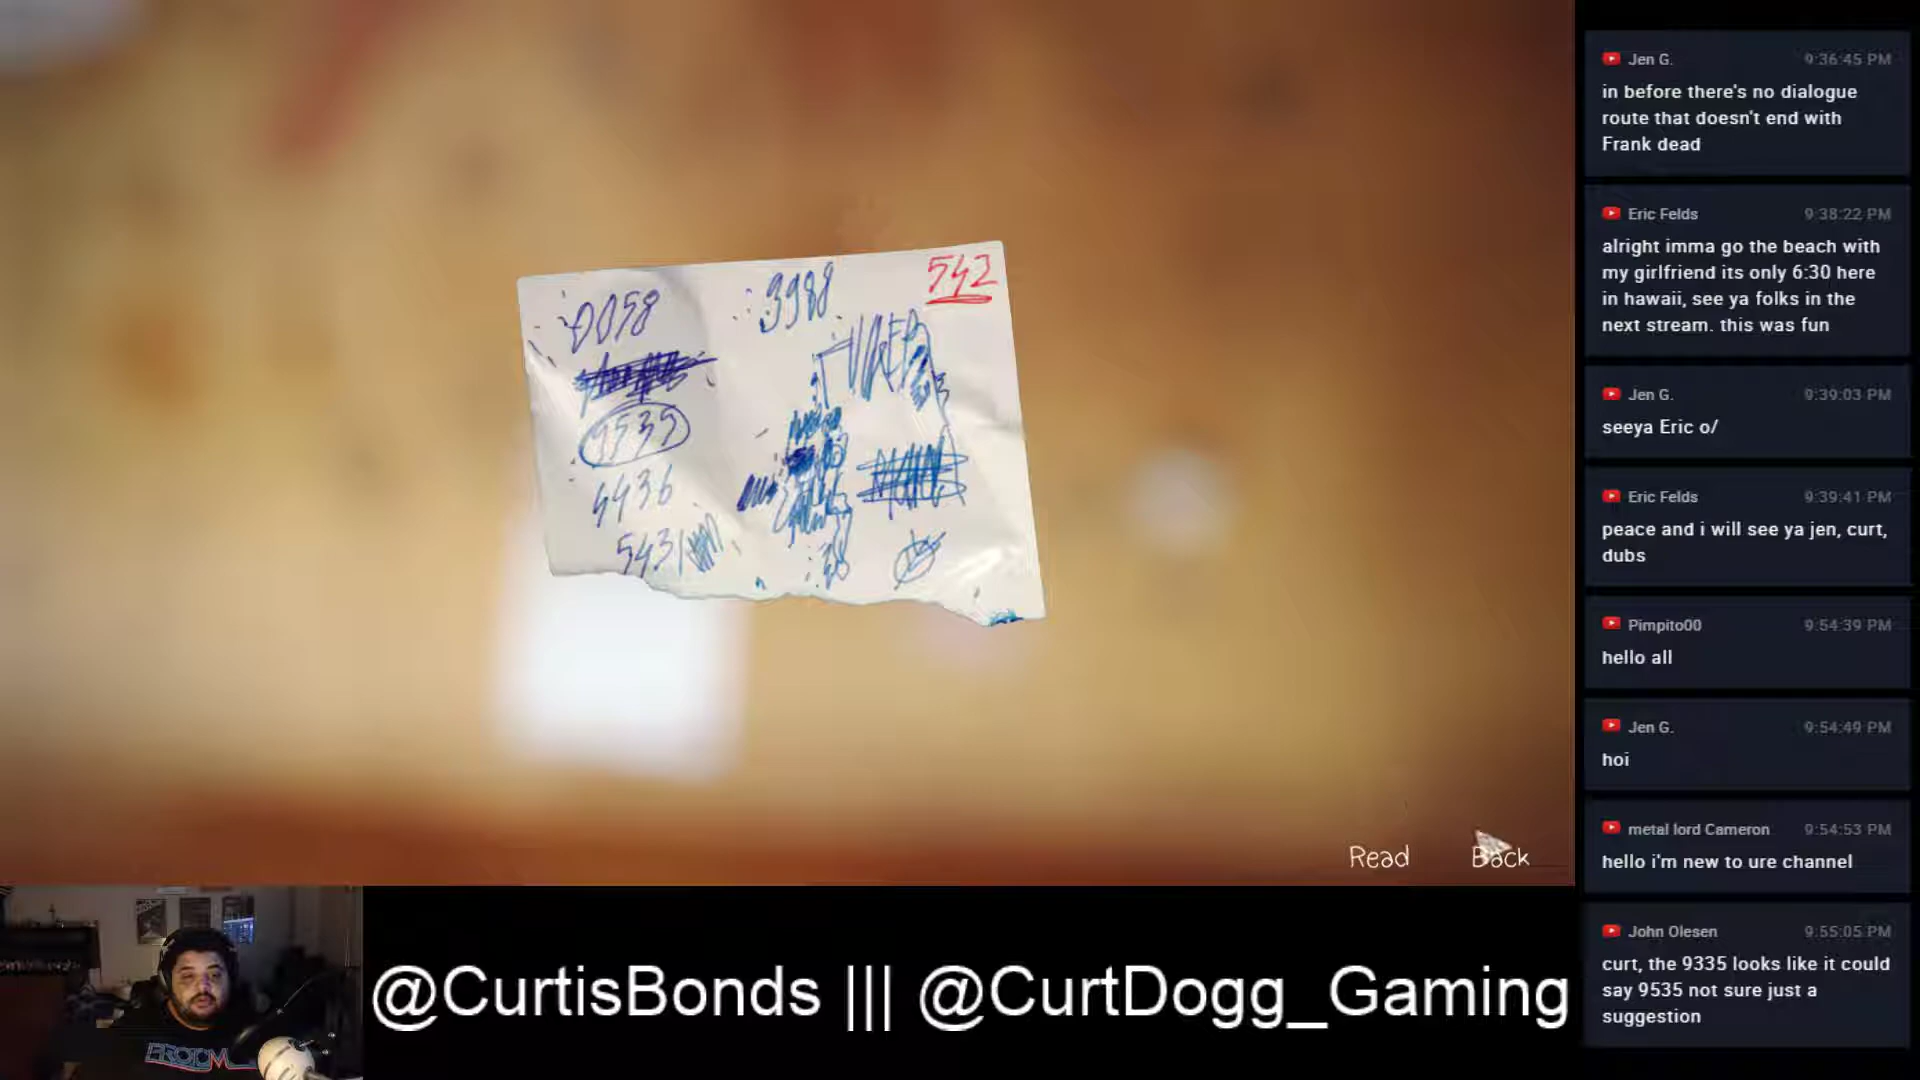 0058
3988
542
9535
4436
543
Read
Back
Jen G. 9:36:45 PM
in before there's no dialogue
route that doesn't end with
Frank dead
Eric Felds 9:38:22 PM
alright imma go the beach with
my girlfriend its only 6:30 here
in hawaii, see ya folks in the
next stream. this was fun
Jen G. 9:39:03 PM
seeya Eric o/
Eric Felds 9:39:41 PM
peace and i will see ya jen, curt,
dubs
Pimpito00 9:54:39 PM
hello all
Jen G. 9:54:49 PM
hoi
metal lord Cameron 9:54:53 PM
hello i'm new to ure channel
John Olesen 9:55:05 PM
curt, the 9335 looks like it could
say 9535 not sure just a
suggestion
@CurtisBonds ||| @CurtDogg_Gaming